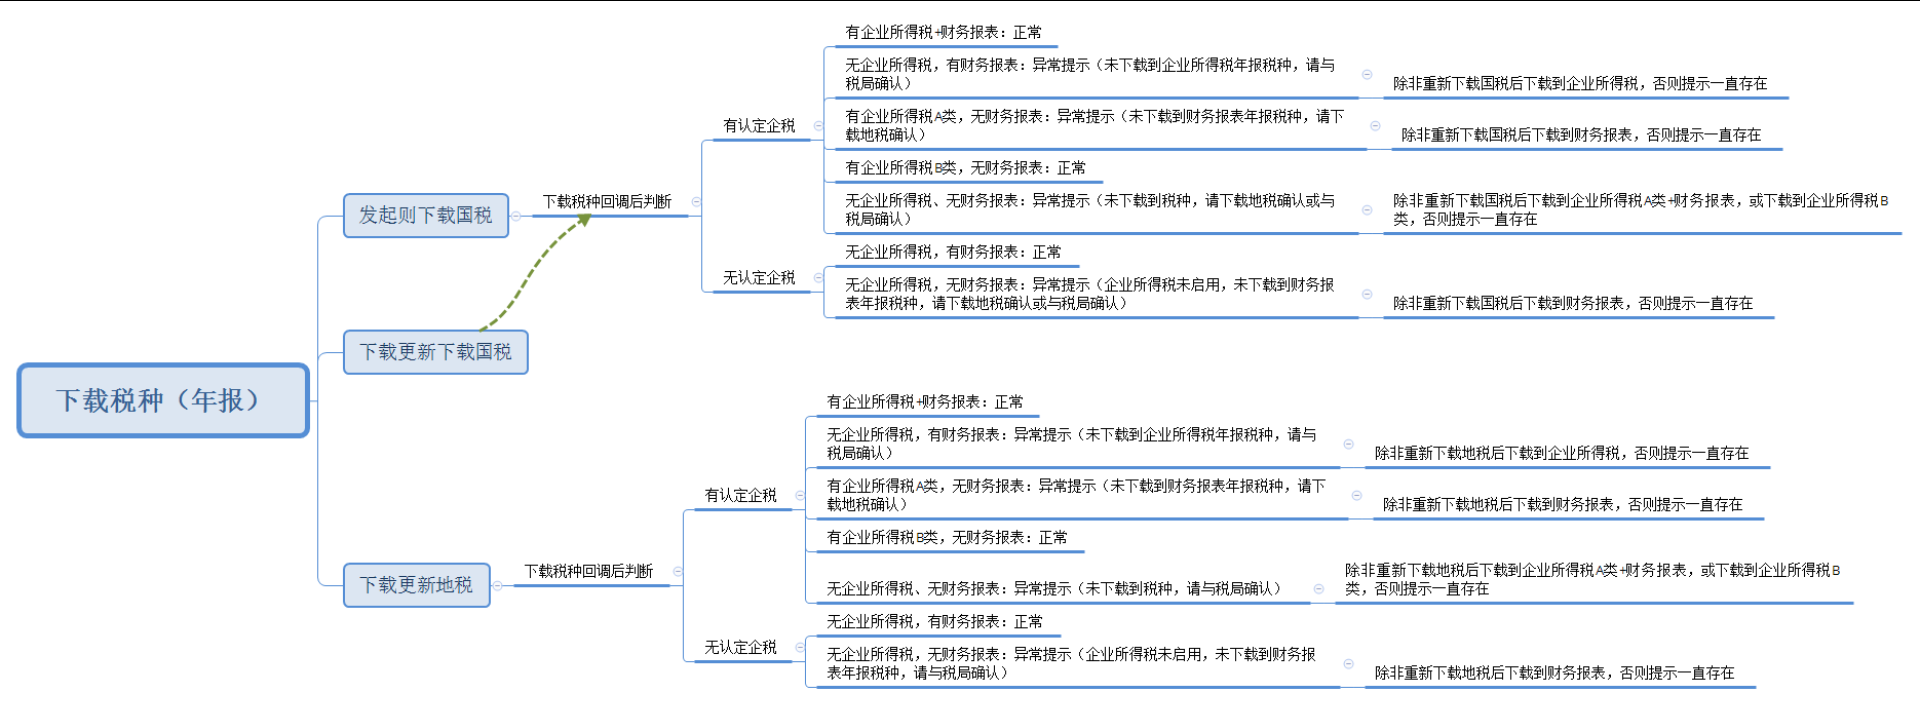 下载税种（年报）
发起则下载国税
下载税种回调后判断
有认定企税
有企业所得税+财务报表：正常
无企业所得税，有财务报表：异常提示（未下载到企业所得税年报税种，请与
税局确认）
除非重新下载国税后下载到企业所得税，否则提示一直存在
有企业所得税A类，无财务报表：异常提示（未下载到财务报表年报税种，请下
载地税确认）
除非重新下载国税后下载到财务报表，否则提示一直存在
有企业所得税B类，无财务报表：正常
无企业所得税、无财务报表：异常提示（未下载到税种，请下载地税确认或与
税局确认）
除非重新下载国税后下载到企业所得税A类+财务报表，或下载到企业所得税B
类，否则提示一直存在
无认定企税
无企业所得税，有财务报表：正常
无企业所得税，无财务报表：异常提示（企业所得税未启用，未下载到财务报
表年报税种，请下载地税确认或与税局确认）
除非重新下载国税后下载到财务报表，否则提示一直存在
下载更新下载国税
下载更新地税
下载税种回调后判断
有认定企税
有企业所得税+财务报表：正常
无企业所得税，有财务报表：异常提示（未下载到企业所得税年报税种，请与
税局确认）
除非重新下载地税后下载到企业所得税，否则提示一直存在
有企业所得税A类，无财务报表：异常提示（未下载到财务报表年报税种，请下
载地税确认）
除非重新下载地税后下载到财务报表，否则提示一直存在
有企业所得税B类，无财务报表：正常
无企业所得税、无财务报表：异常提示（未下载到税种，请与税局确认）
除非重新下载地税后下载到企业所得税A类+财务报表，或下载到企业所得税B
类，否则提示一直存在
无认定企税
无企业所得税，有财务报表：正常
无企业所得税，无财务报表：异常提示（企业所得税未启用，未下载到财务报
表年报税种，请与税局确认）
除非重新下载地税后下载到财务报表，否则提示一直存在